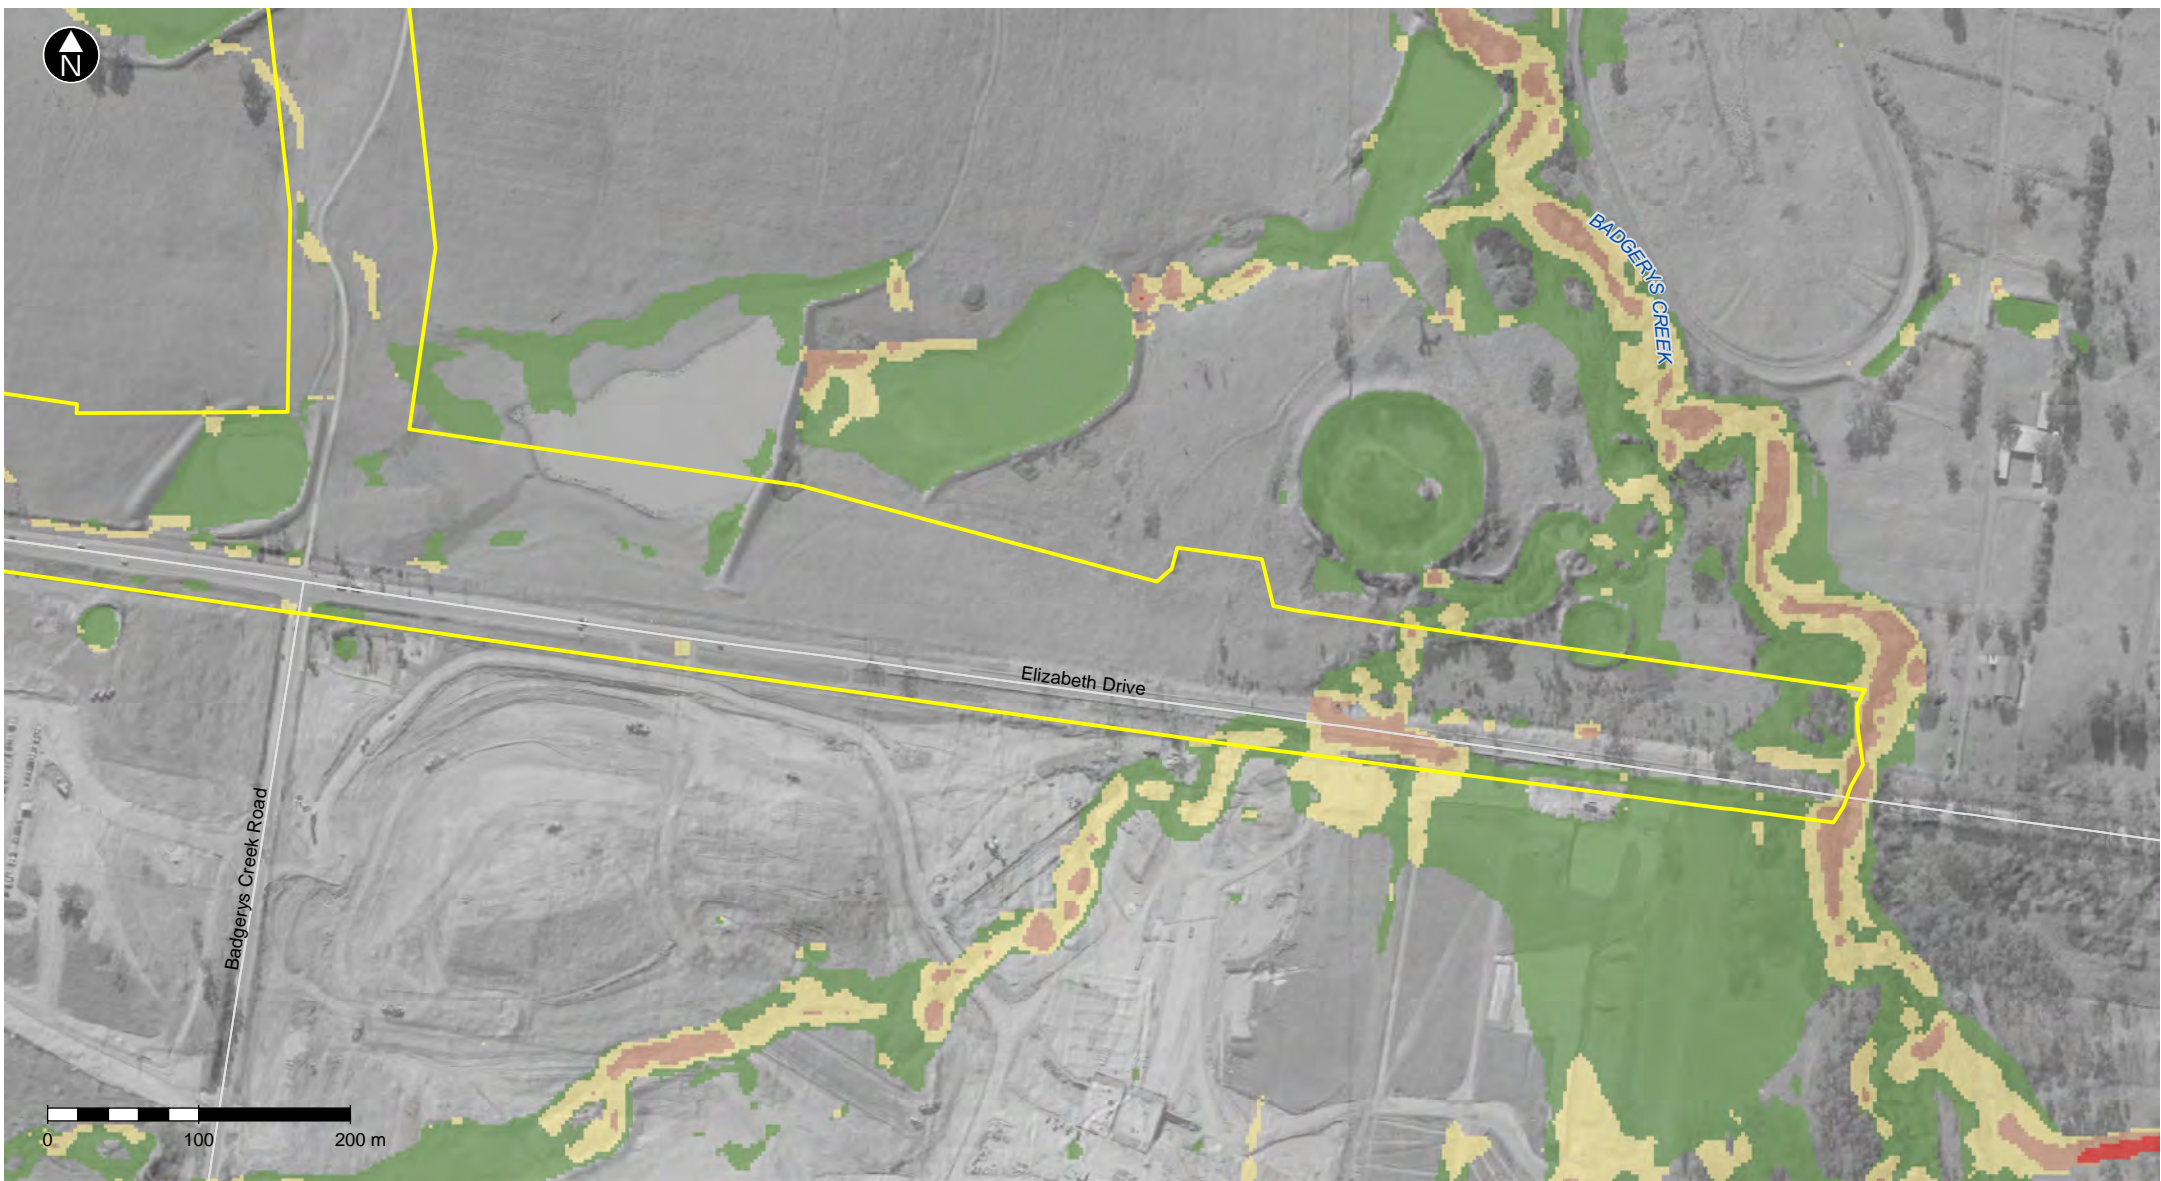 N
BADGERYS CREEK
Elizabeth Drive
Badgerys Creek Road
0 100 200 m